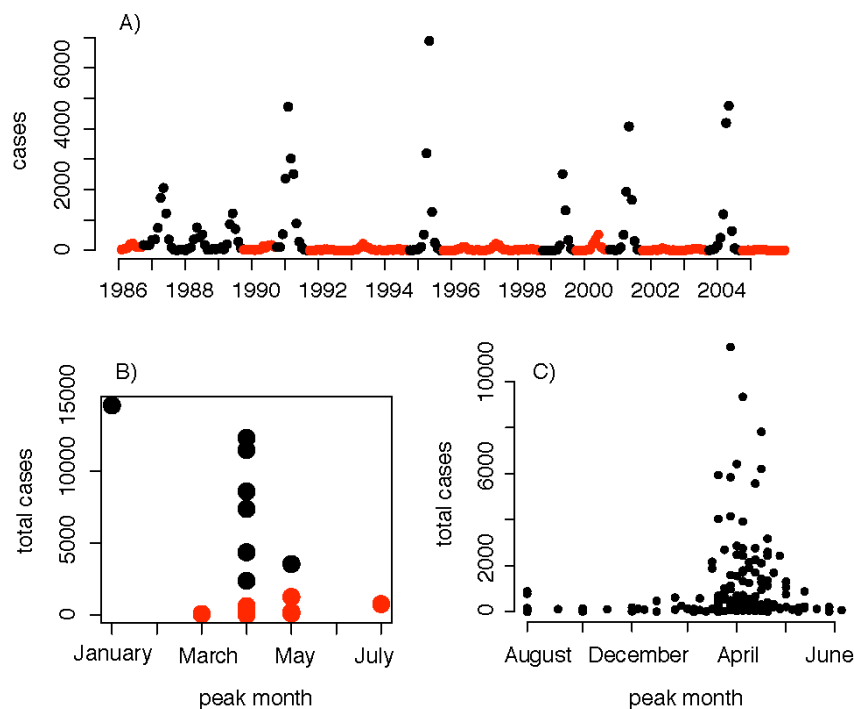 A)
cases
0 2000 4000 6000
1986 1988 1990 1992 1994 1996 1998 2000 2002 2004
B)
total cases
0 5000 10000 15000
January March May July
peak month
C)
total cases
0 2000 6000 10000
August December April June
peak month